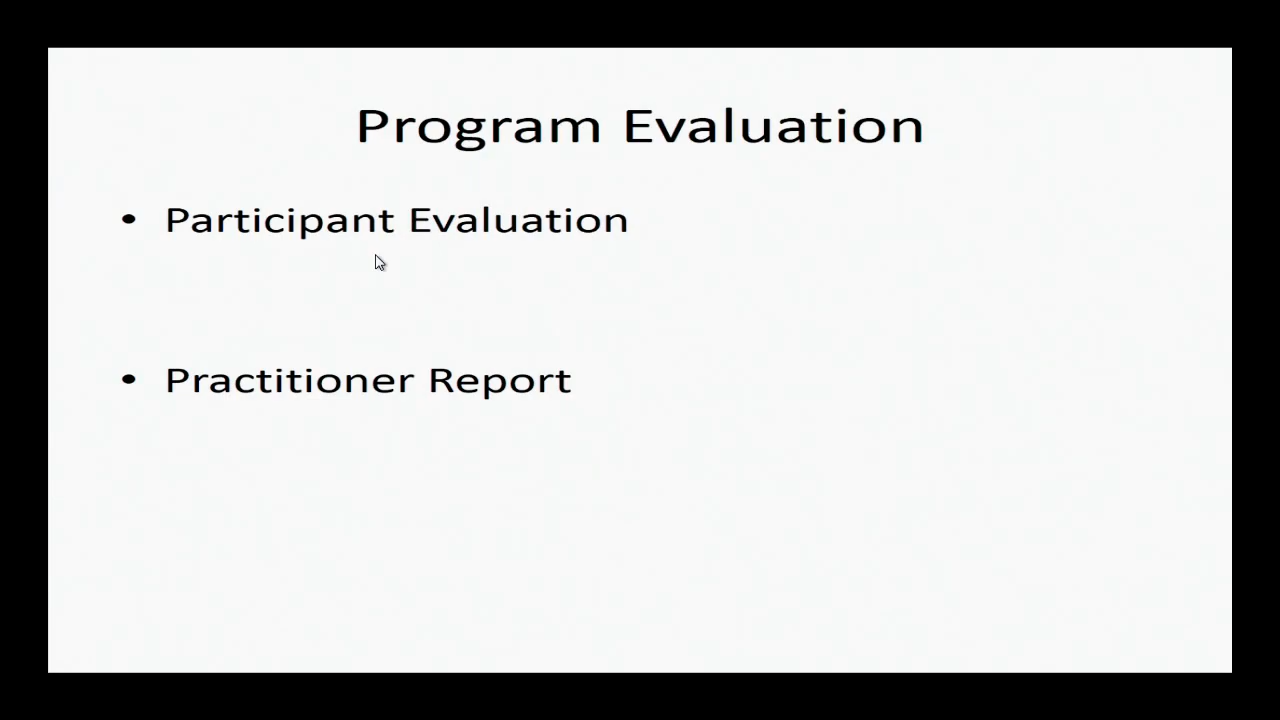 Program Evaluation
• Participant Evaluation
• Practitioner Report